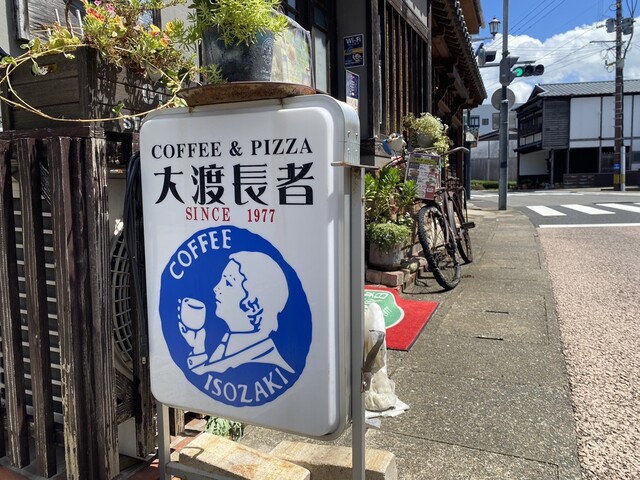 COFFEE & PIZZA
大渡長者
SINCE 1977
COFFEE
ISOZAKI